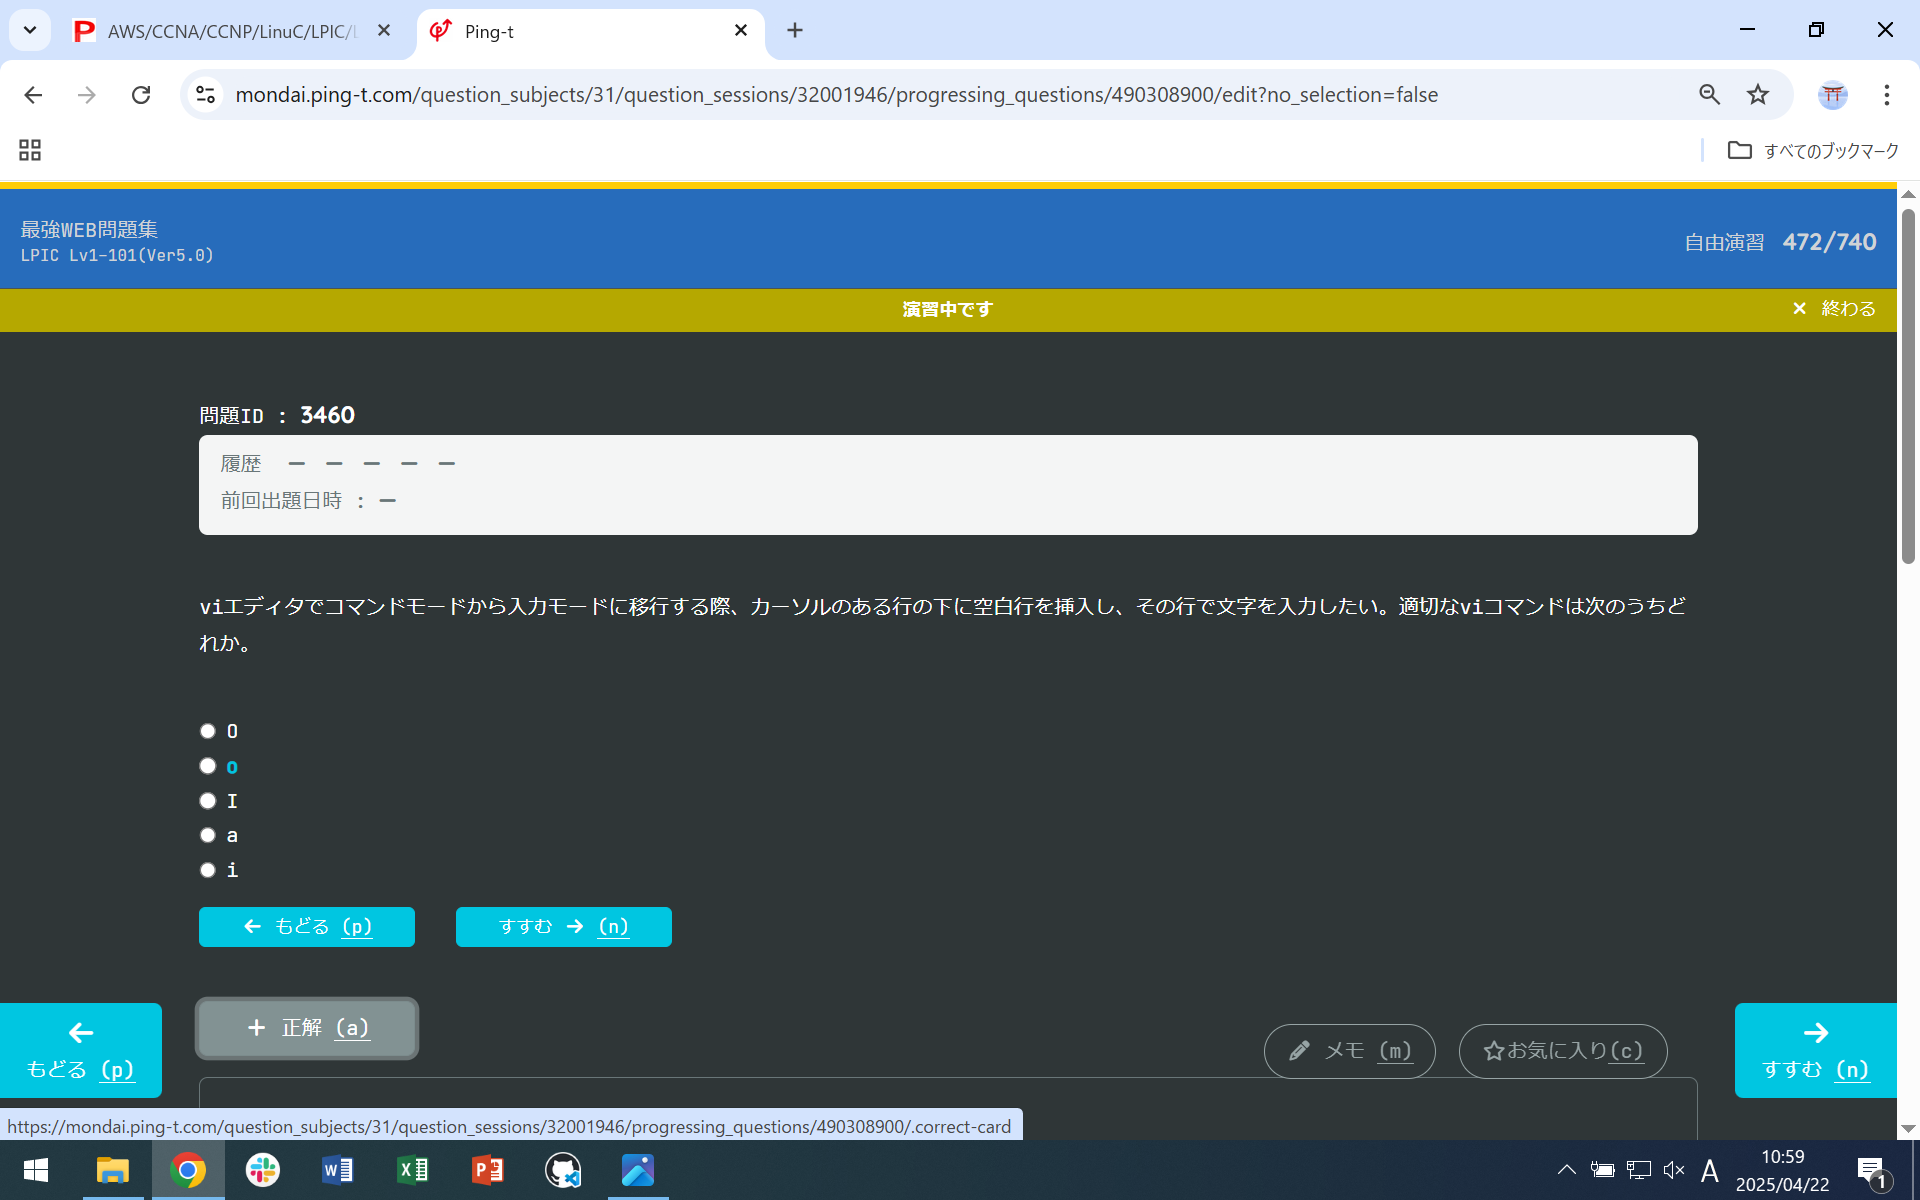 AWS/CCNA/CCNP/LinuC/LPIC/
Ping-t
mondai.ping-t.com/question_subjects/31/question_sessions/32001946/progressing_questions/490308900/edit?no_selection=false
すべてのブックマーク
最強WEB問題集
LPIC Lv1-101(Ver5.0)
自由演習 472/740
演習中です
× 終わる
問題ID : 3460
履歴 ー ー ー ー ー
前回出題日時 : ー
viエディタでコマンドモードから入力モードに移行する際、カーソルのある行の下に空白行を挿入し、その行で文字を入力したい。適切なviコマンドは次のうちど
れか。
O
o
I
a
i
← もどる (p)
すすむ → (n)
+ 正解 (a)
メモ (m)
☆お気に入り(c)
←
もどる (p)
→
すすむ (n)
https://mondai.ping-t.com/question_subjects/31/question_sessions/32001946/progressing_questions/490308900/.correct-card
A
10:59
2025/04/22
1